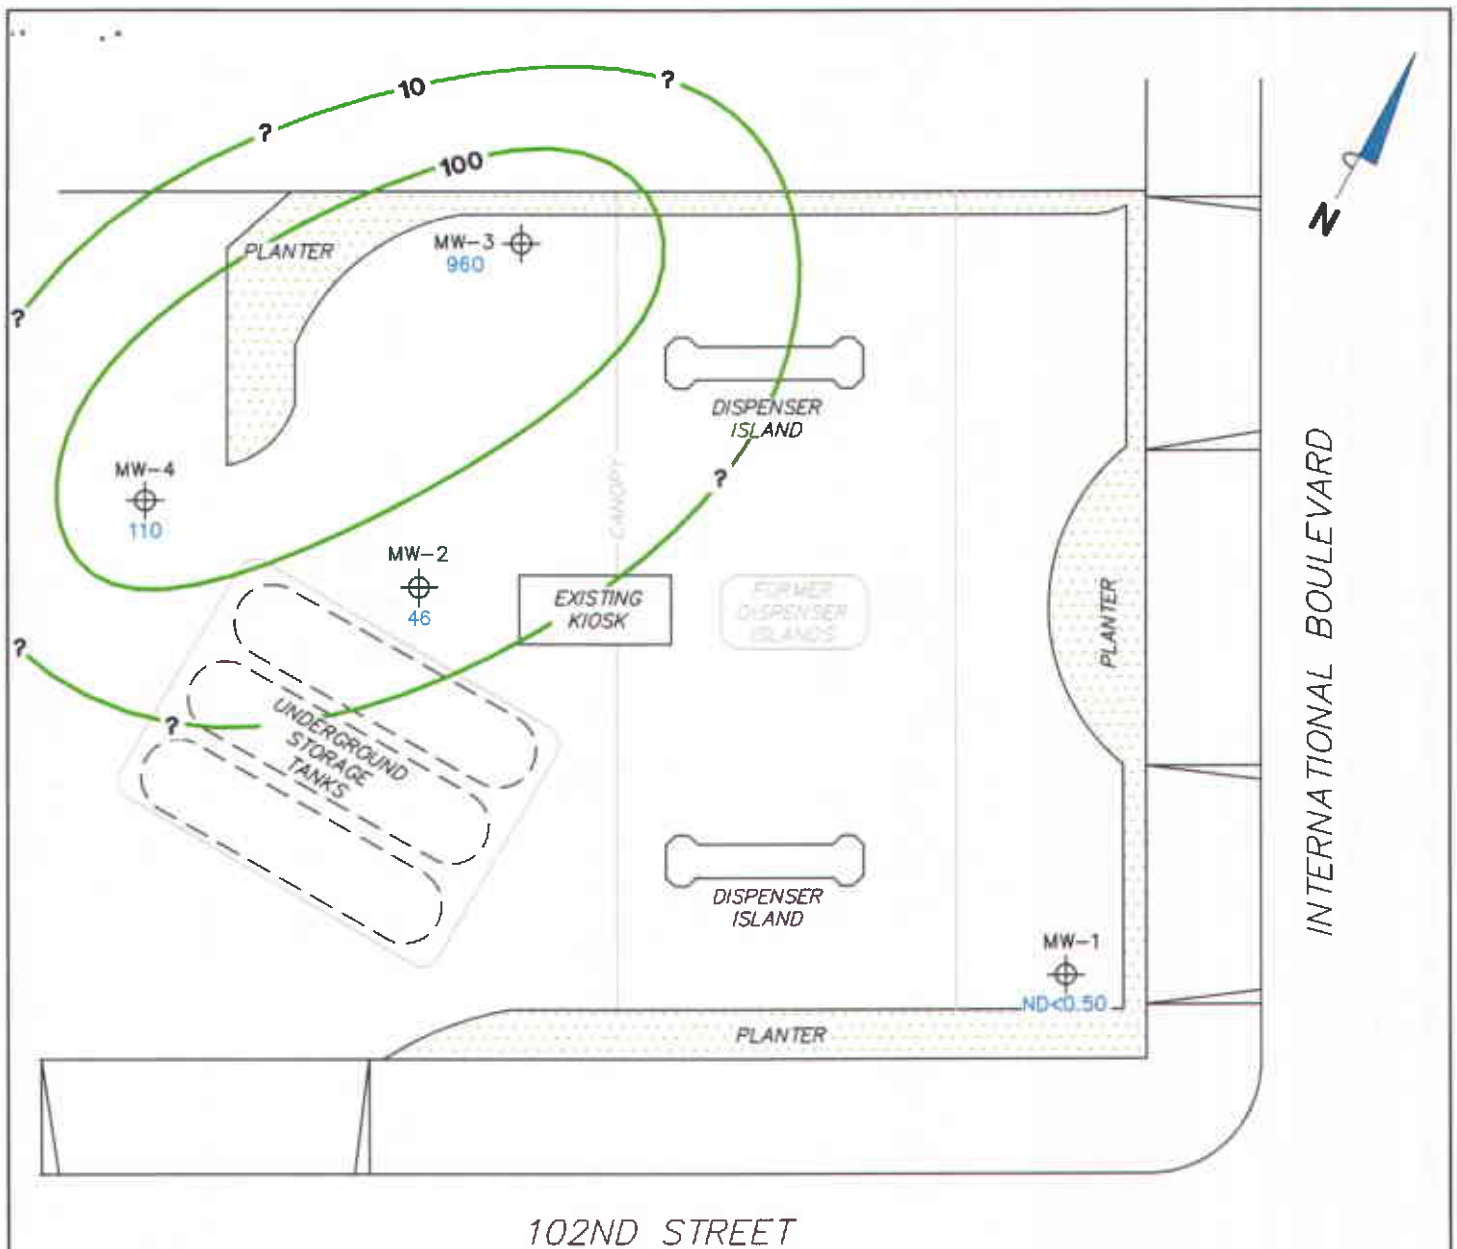 10
?
?
100
N
PLANTER
MW-3
960
?
DISPENSER
ISLAND
MW-4
110
?
CANOPY
MW-2
46
EXISTING
KIOSK
FORMER
DISPENSER
ISLANDS
PLANTER
INTERNATIONAL BOULEVARD
?
?
UNDERGROUND
STORAGE
TANKS
DISPENSER
ISLAND
MW-1
ND<0.50
PLANTER
102ND STREET